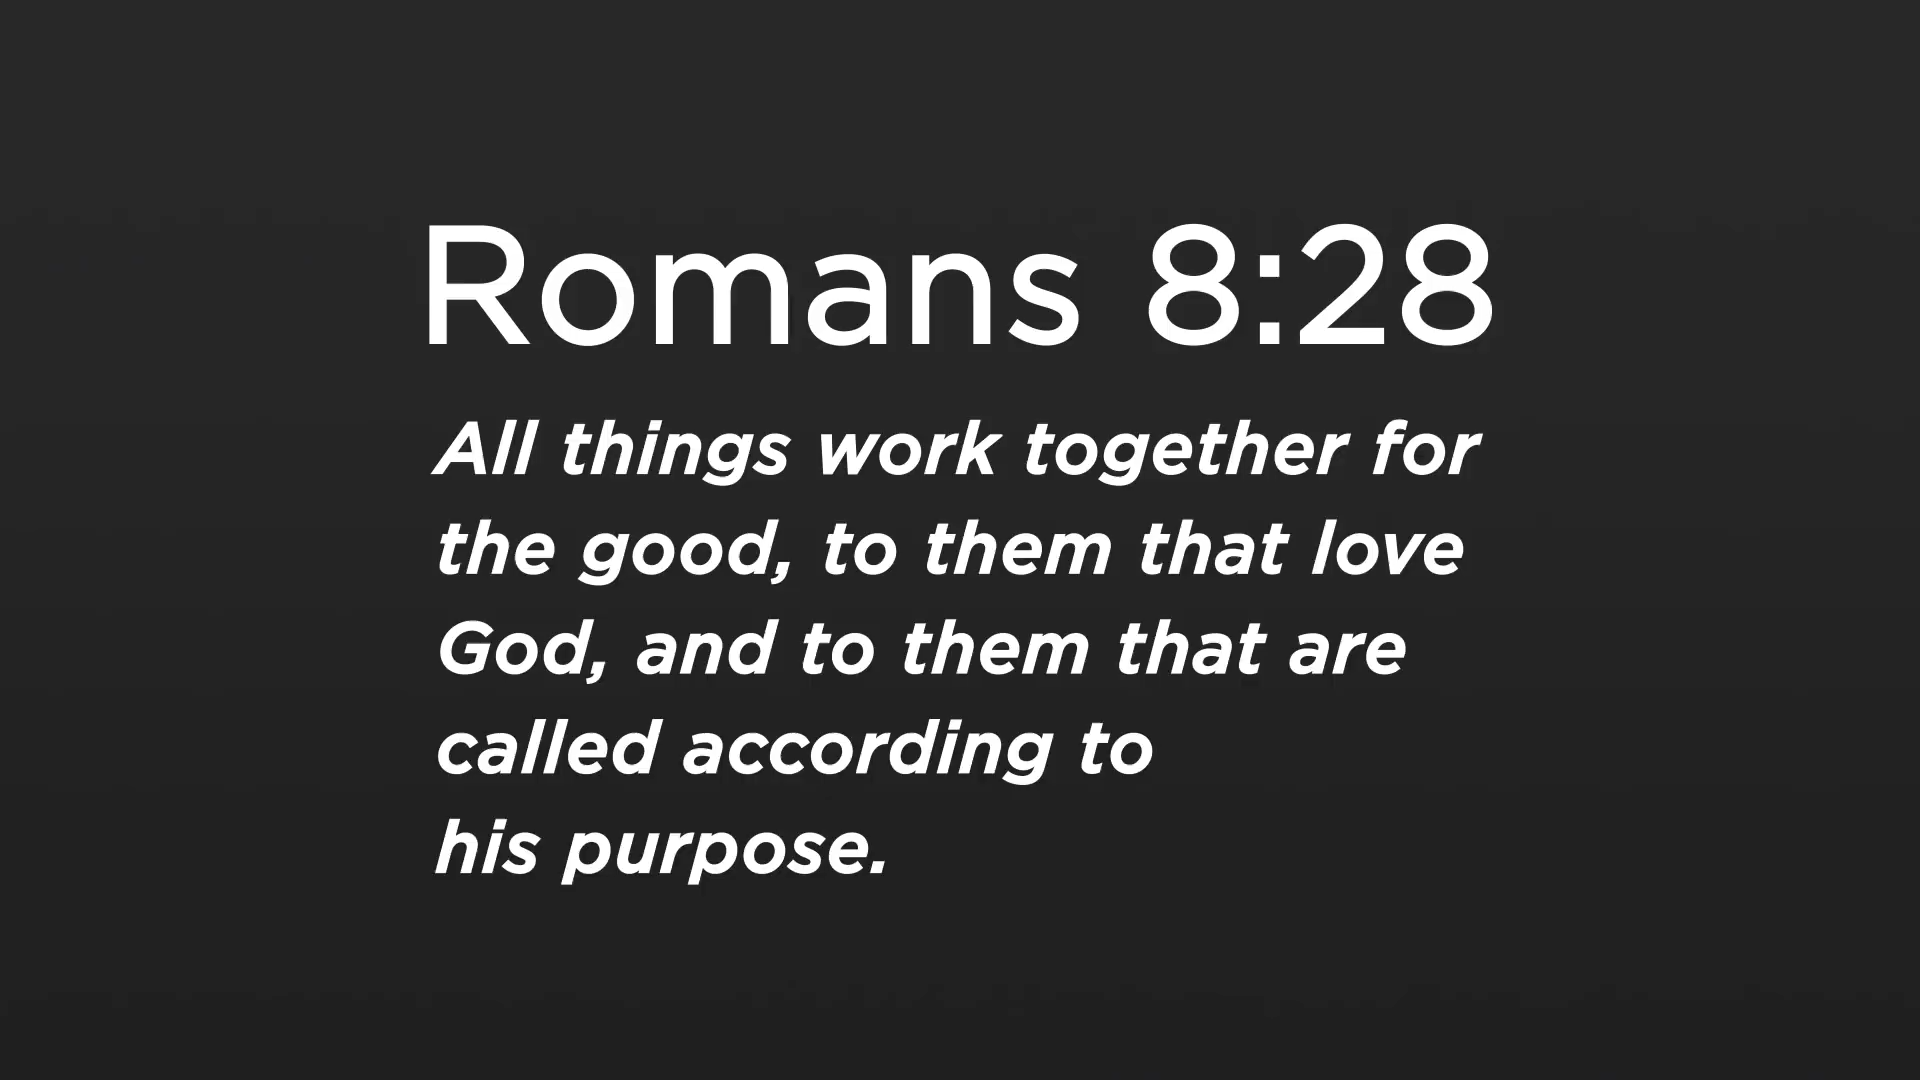 Romans 8:28
All things work together for
the good, to them that love
God, and to them that are
called according to
his purpose.